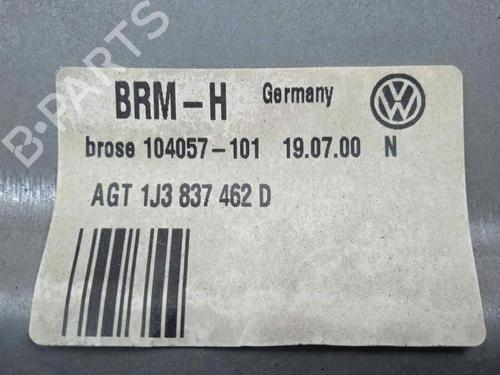 B-PARTS
BRM-H Germany
brose 104057-101 19.07.00 N
AGT 1J3 837 462 D